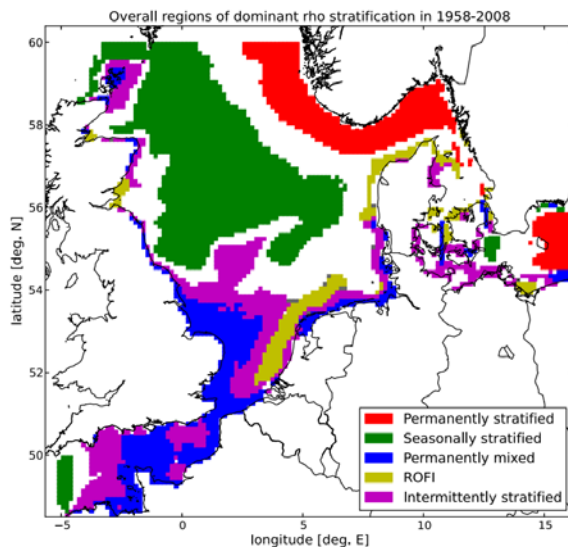 Overall regions of dominant rho stratification in 1958-2008
60
58
56
54
52
50
latitude [deg. N]
Permanently stratified
Seasonally stratified
Permanently mixed
ROFI
Intermittently stratified
-5
0
5
10
15
longitude [deg. E]